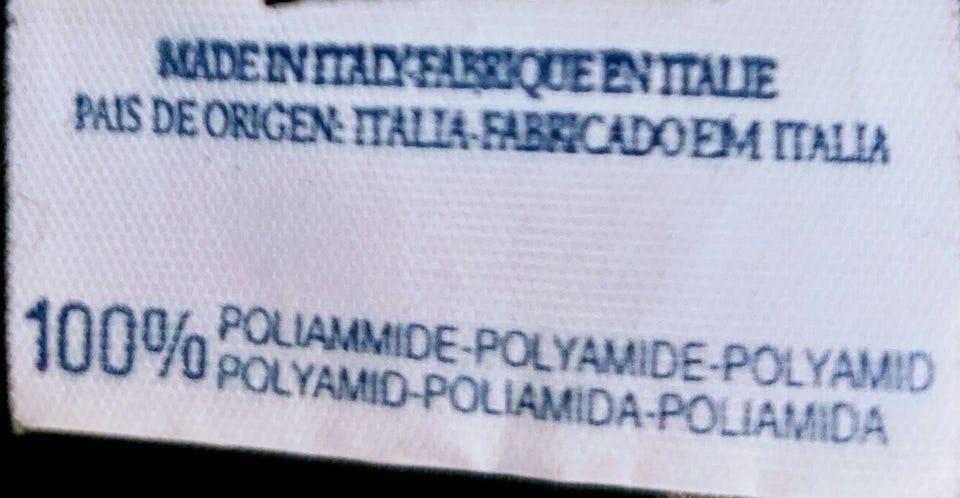 MADE IN ITALY-FABRIQUE EN ITALIE
PAIS DE ORIGEN: ITALIA-FABRICADO EM ITALIA
100% POLIAMMIDE-POLYAMIDE-POLYAMID
POLYAMID-POLIAMIDA-POLIAMIDA